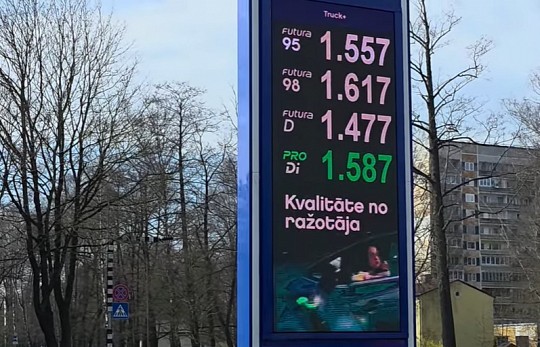 Truck+
Futura
95 1.557
Futura
98 1.617
Futura
D 1.477
PRO
Di 1.587
Kvalitāte no
ražotāja